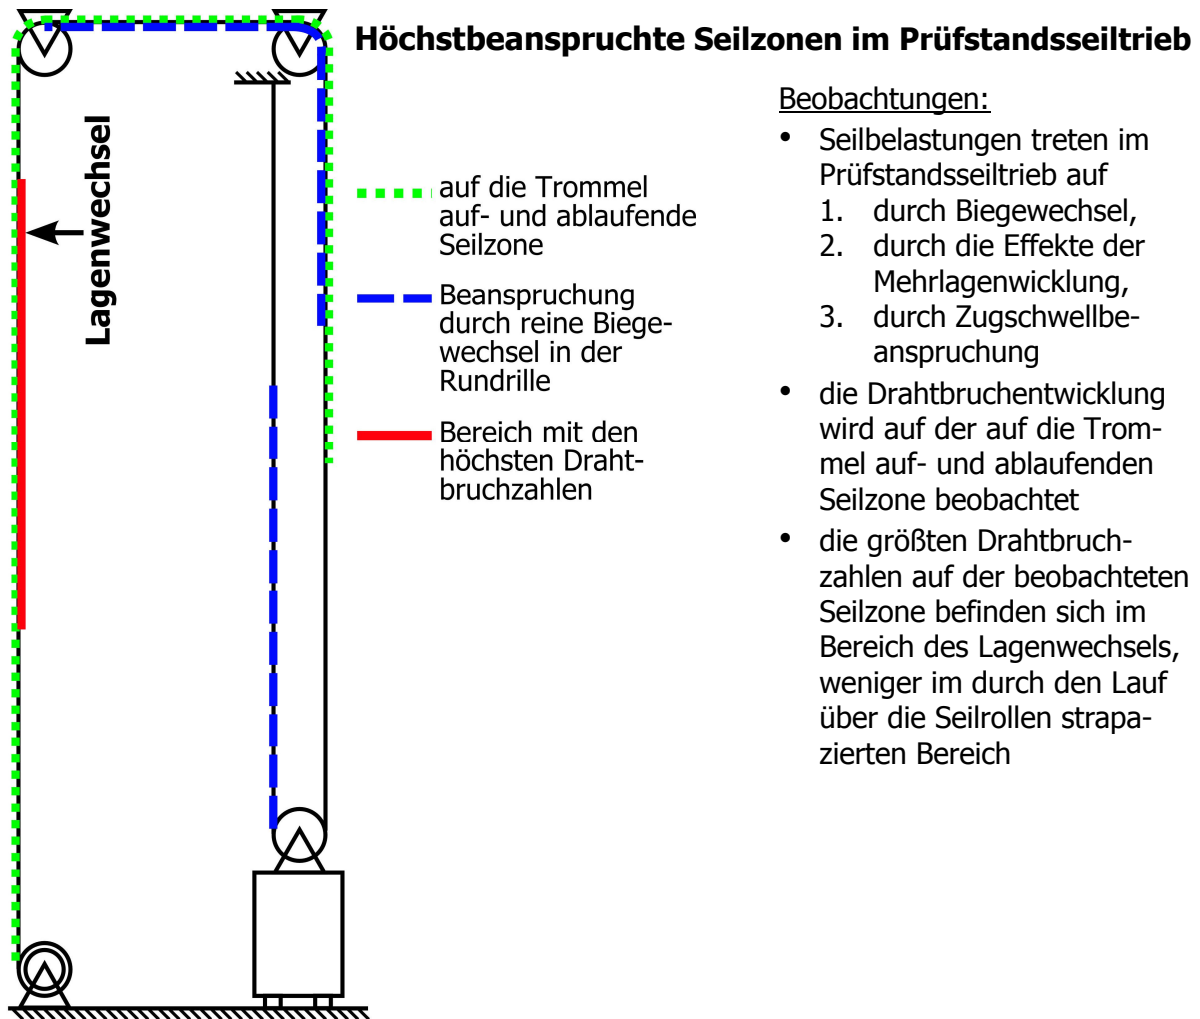 Höchstbeanspruchte Seilzonen im Prüfstandsseiltrieb
Lagenwechsel
auf die Trommel
auf- und ablaufende
Seilzone
Beanspruchung
durch reine Biege-
wechsel in der
Rundrille
Bereich mit den
höchsten Draht-
bruchzahlen
Beobachtungen:
• Seilbelastungen treten im
Prüfstandsseiltrieb auf
1. durch Biegewechsel,
2. durch die Effekte der
Mehrlagenwicklung,
3. durch Zugschwellbe-
anspruchung
• die Drahtbruchentwicklung
wird auf der auf die Trom-
mel auf- und ablaufenden
Seilzone beobachtet
• die größten Drahtbruch-
zahlen auf der beobachteten
Seilzone befinden sich im
Bereich des Lagenwechsels,
weniger im durch den Lauf
über die Seilrollen strapa-
zierten Bereich